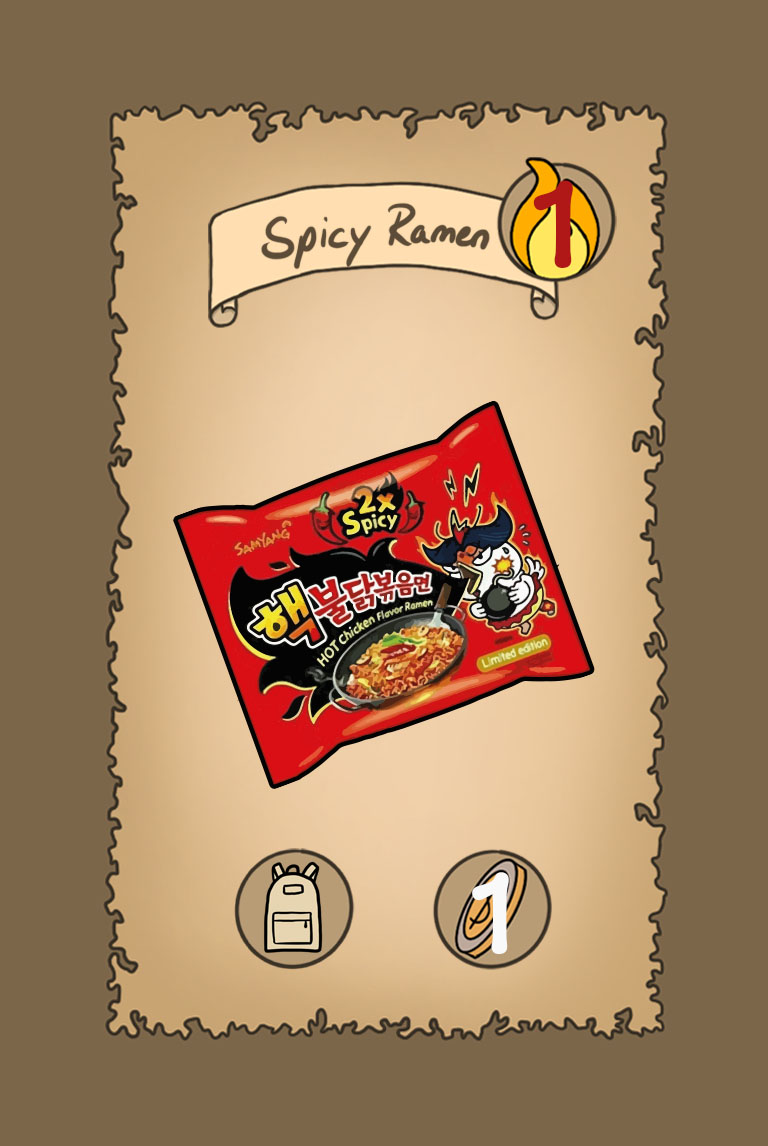 Spicy Ramen
1
SAMYANG
2x
Spicy
핵불닭볶음면
HOT Chicken Flavor Ramen
Limited edition
1